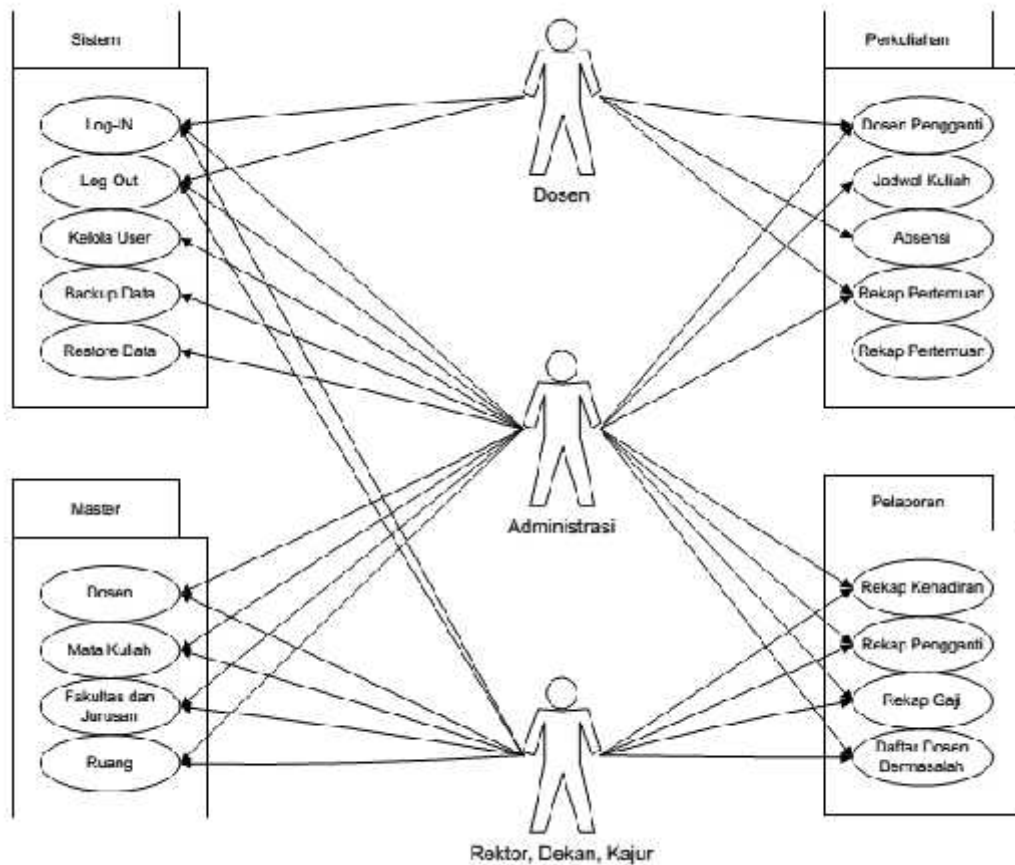 Sistem
Log-IN
Log Out
Kelola User
Backup Data
Restore Data
Dosen
Perkuliahan
Dosen Pengganti
Jadwal Kuliah
Absensi
Rekap Pertemuan
Rekap Pertemuan
Administrasi
Master
Dosen
Mata Kuliah
Fakultas dan
Jurusan
Ruang
Pelaporan
Rekap Kehadiran
Rekap Pengganti
Rekap Gaji
Daftar Dosen
Bermasalah
Rektor, Dekan, Kajur